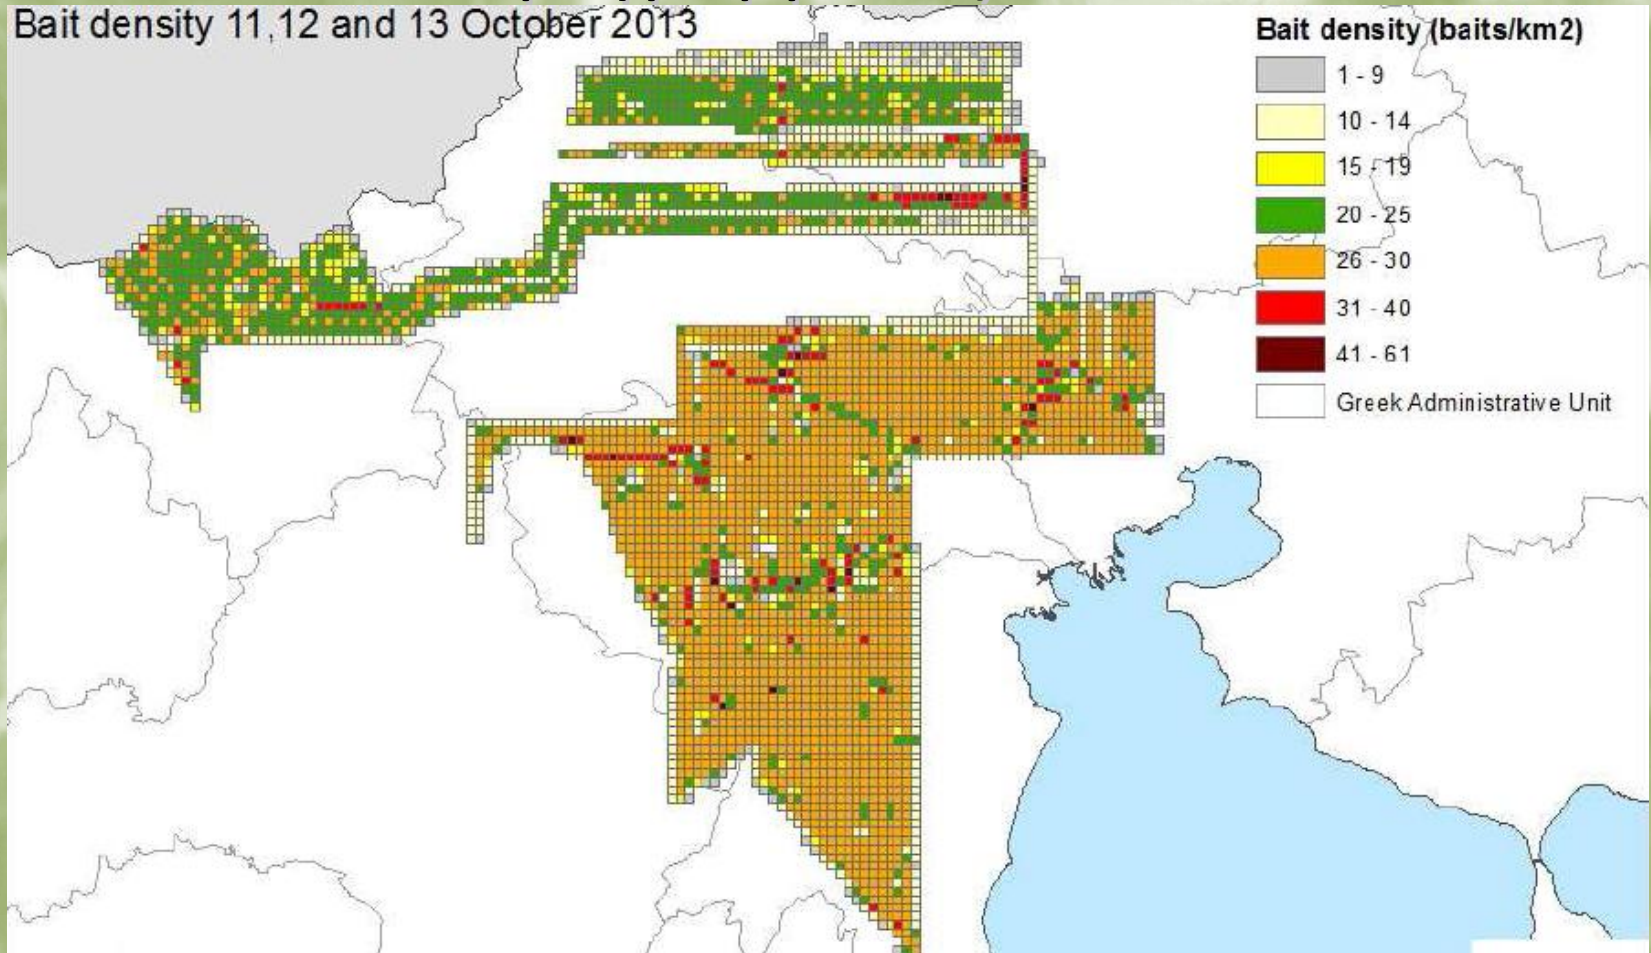 Bait density 11,12 and 13 October 2013
Bait density (baits/km2)
1 - 9
10 - 14
15 - 19
20 - 25
26 - 30
31 - 40
41 - 61
Greek Administrative Unit